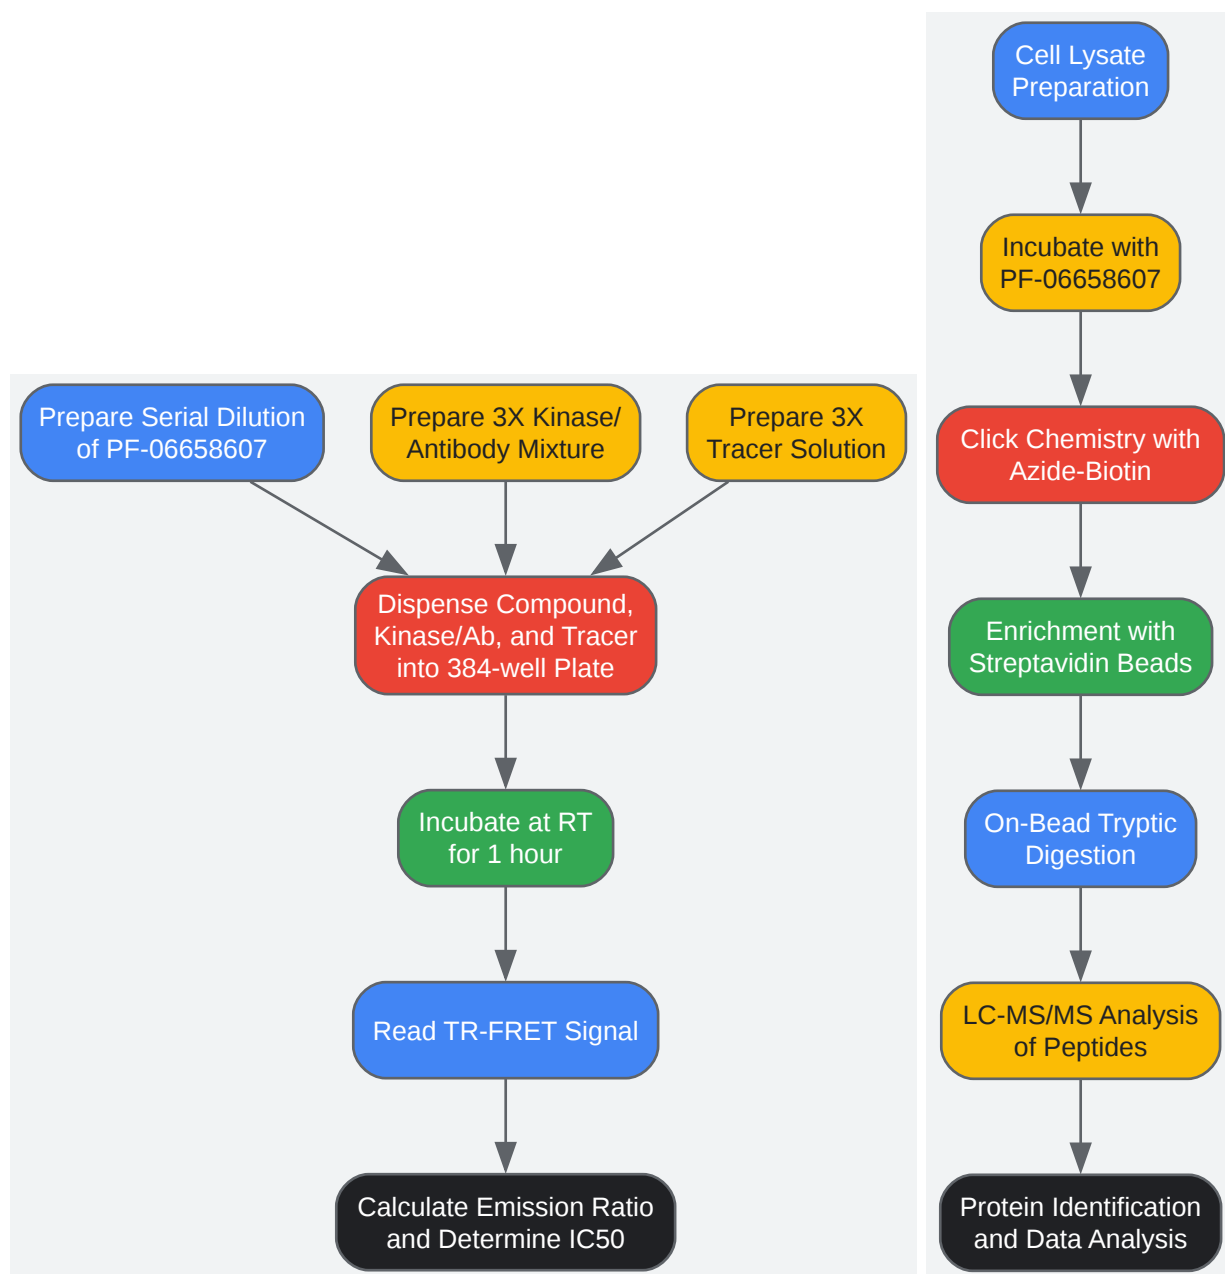 Prepare Serial Dilution
of PF-06658607
Prepare 3X Kinase/
Antibody Mixture
Prepare 3X
Tracer Solution
Dispense Compound,
Kinase/Ab, and Tracer
into 384-well Plate
Incubate at RT
for 1 hour
Read TR-FRET Signal
Calculate Emission Ratio
and Determine IC50
Cell Lysate
Preparation
Incubate with
PF-06658607
Click Chemistry with
Azide-Biotin
Enrichment with
Streptavidin Beads
On-Bead Tryptic
Digestion
LC-MS/MS Analysis
of Peptides
Protein Identification
and Data Analysis